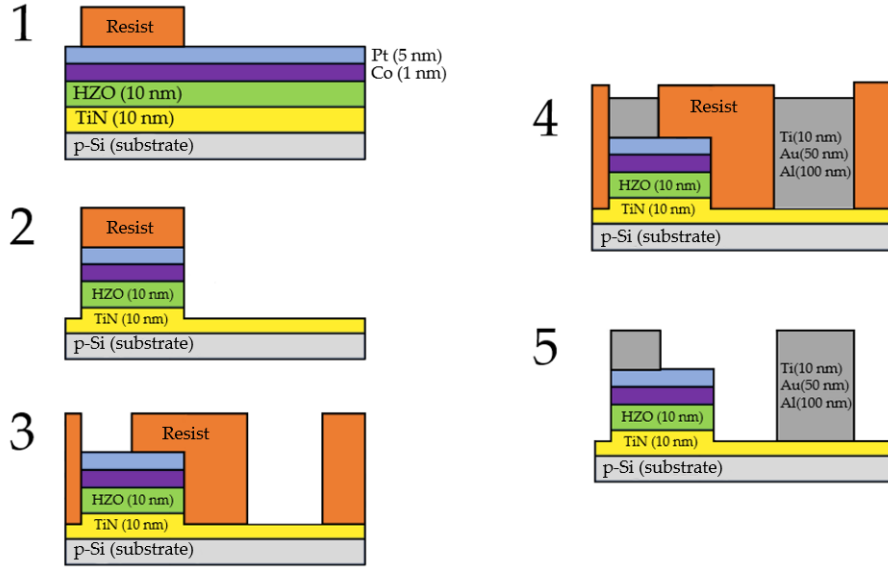 1
Resist
Pt (5 nm)
Co (1 nm)
HZO (10 nm)
TiN (10 nm)
p-Si (substrate)
2
Resist
HZO (10 nm)
TiN (10 nm)
p-Si (substrate)
3
Resist
HZO (10 nm)
TiN (10 nm)
p-Si (substrate)
4
Resist
Ti(10 nm)
Au(50 nm)
Al(100 nm)
HZO (10 nm)
TiN (10 nm)
p-Si (substrate)
5
Ti(10 nm)
Au(50 nm)
Al(100 nm)
HZO (10 nm)
TiN (10 nm)
p-Si (substrate)